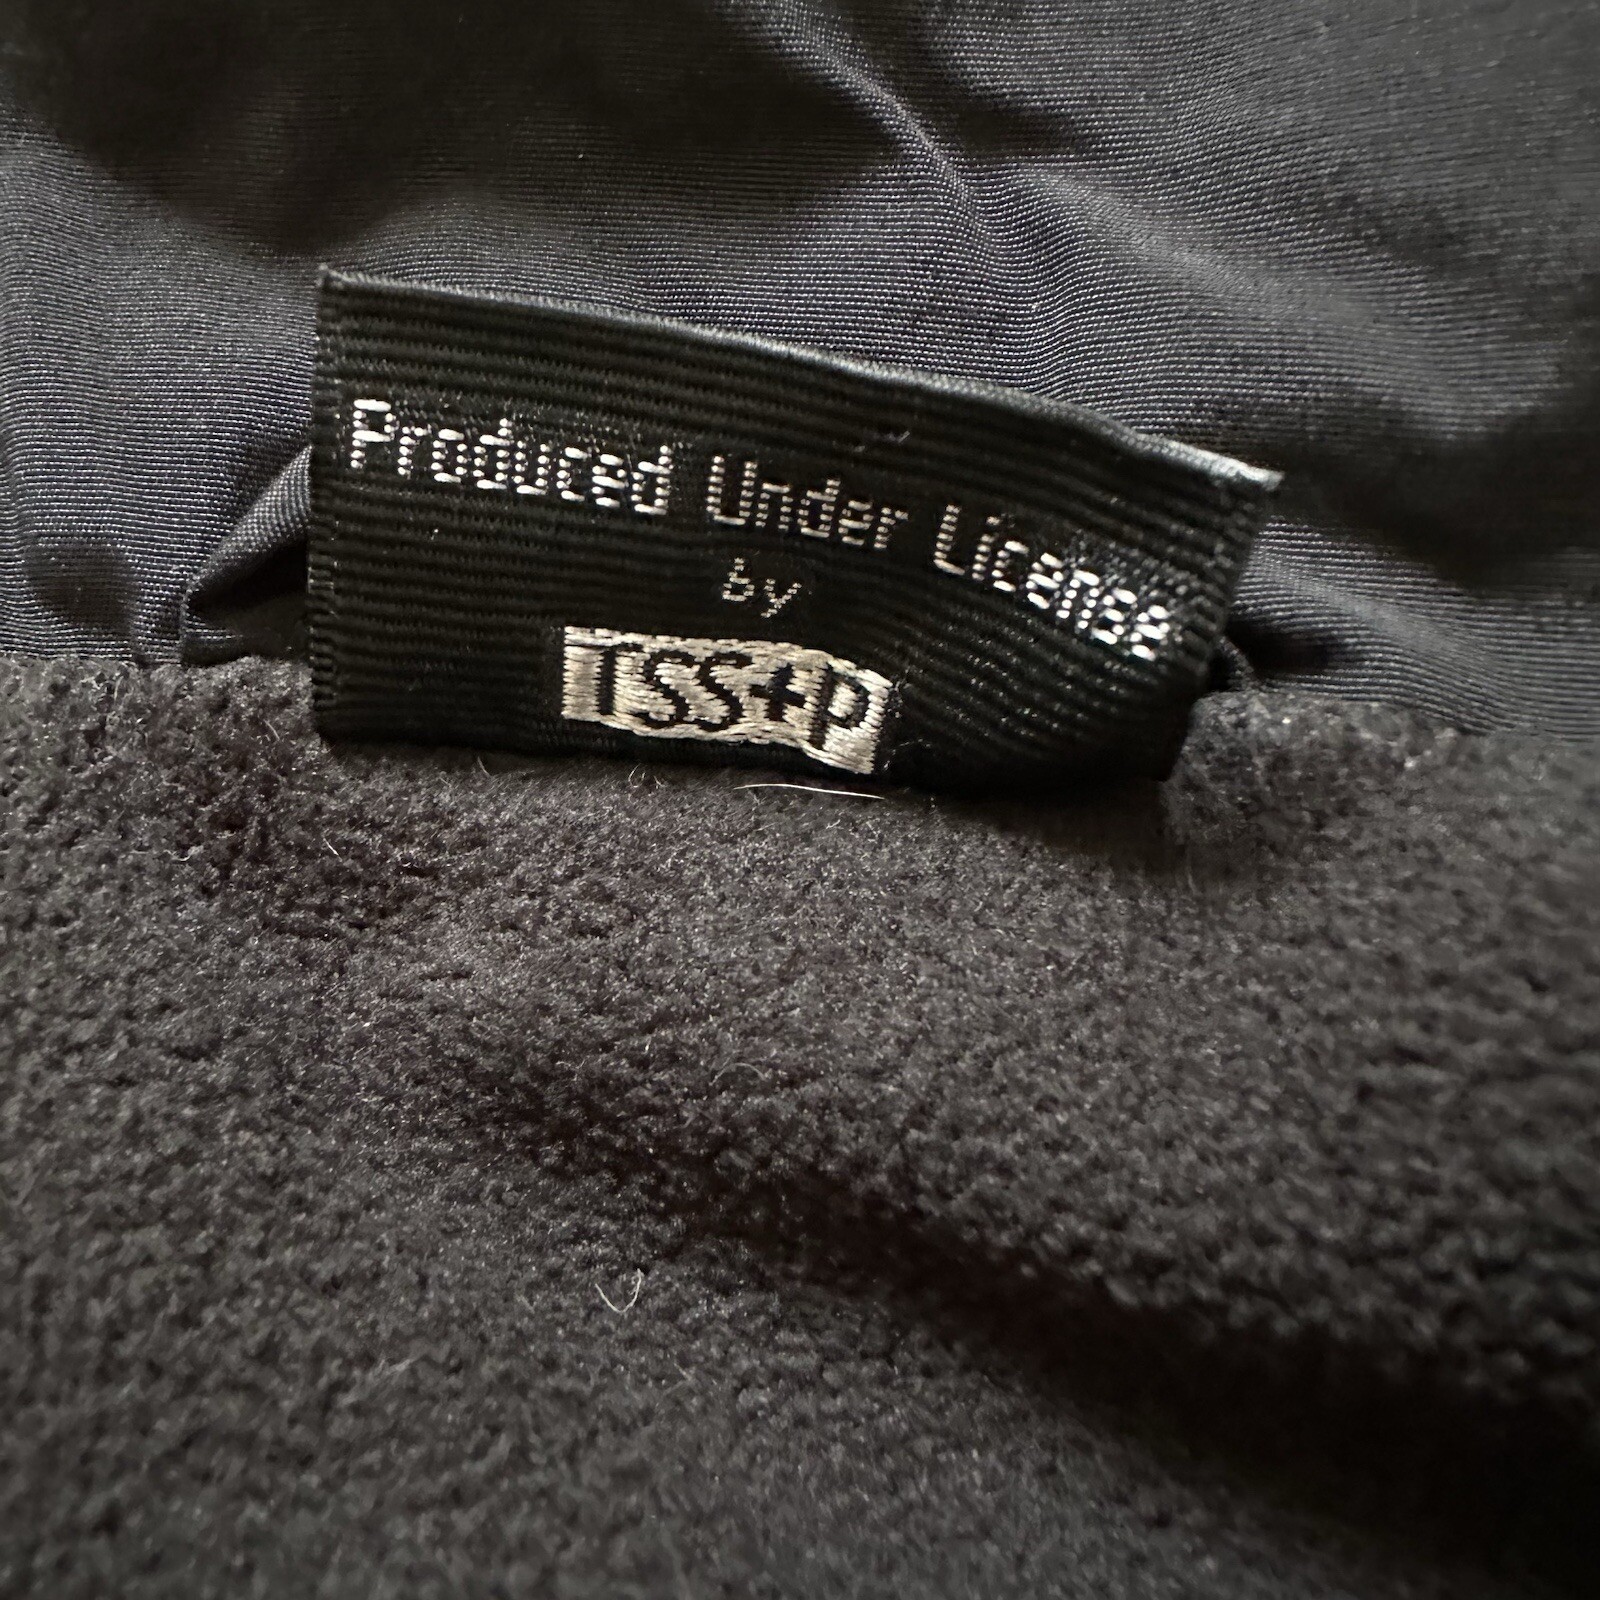 Produced Under License
by
TSS+P